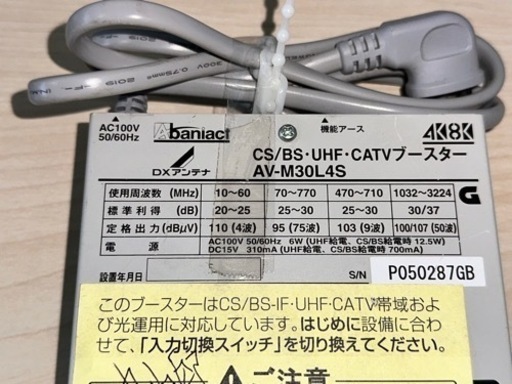 300V 0.75mm² 2015
AC100V
50/60Hz
Abaniact
機能アース
4K8K
DXアンテナ
CS/BS・UHF・CATVブースター
AV-M30L4S
使用周波数 (MHz) 10~60 70~770 470~710 1032~3224
標準利得 (dB) 20~25 25~30 25~30 30/37
定格出力 (dBμV) 110 (4波) 95 (75波) 103 (9波) 100/107 (50波)
電源 AC100V 50/60Hz 6W (UHF給電、CS/BS給電時 12.5W)
DC15V 310mA (UHF給電、CS/BS給電時 700mA)
G
設置年月日
S/N P050287GB
このブースターはCS/BS-IF・UHF・CATV帯域およ
び光運用に対応しています。はじめに設備に合わ
せて、「入力切換スイッチ」を切り換えてください。
ご注意